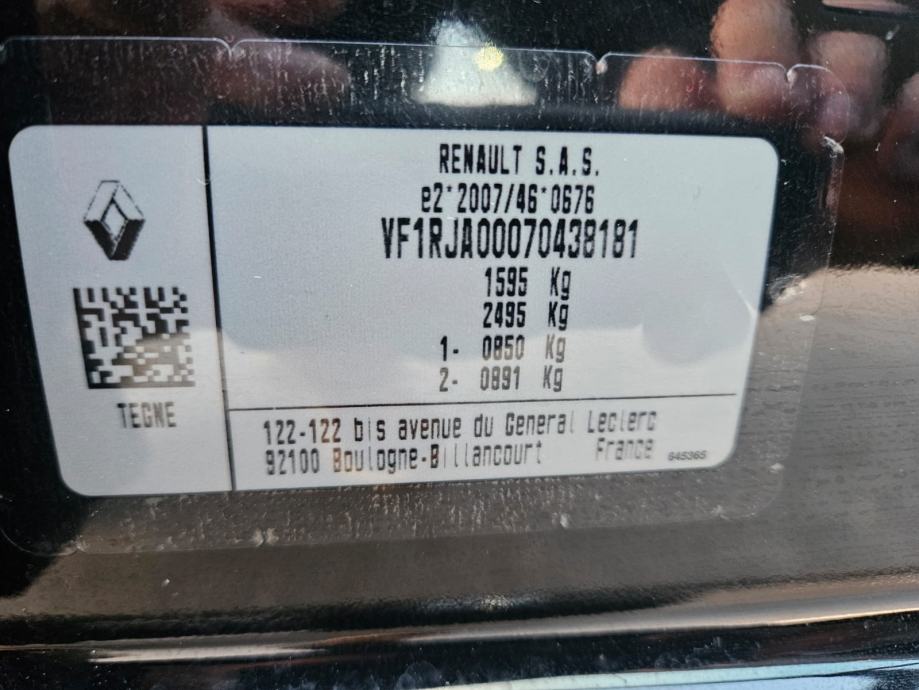 RENAULT S.A.S.
e2*2007/46*0676
VF1RJA00070438181
1595 Kg
2495 Kg
1- 0850 Kg
2- 0891 Kg
TEGNE
122-122 bis avenue du General Leclerc
92100 Boulogne-Billancourt France 645365